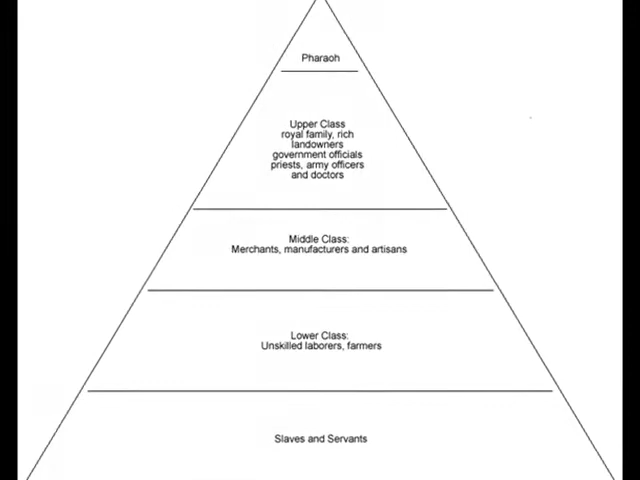 Pharaoh
Upper Class
royal family, rich
landowners
government officials
priests, army officers
and doctors
Middle Class:
Merchants, manufacturers and artisans
Lower Class:
Unskilled laborers, farmers
Slaves and Servants